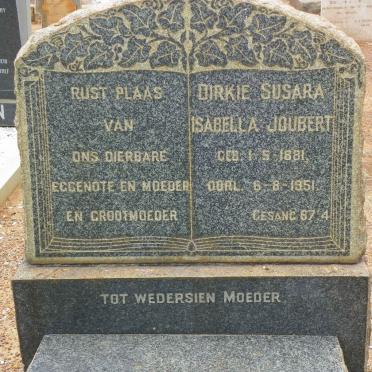 RUST PLAAS
VAN
ONS DIERBARE
EGGENOTE EN MOEDER
EN GROOTMOEDER
DIRKIE SUSARA
ISABELLA JOUBERT
GEB. 1-5-1881.
OORL. 6-8-1951.
GESANG 67 4
TOT WEDERSIEN MOEDER